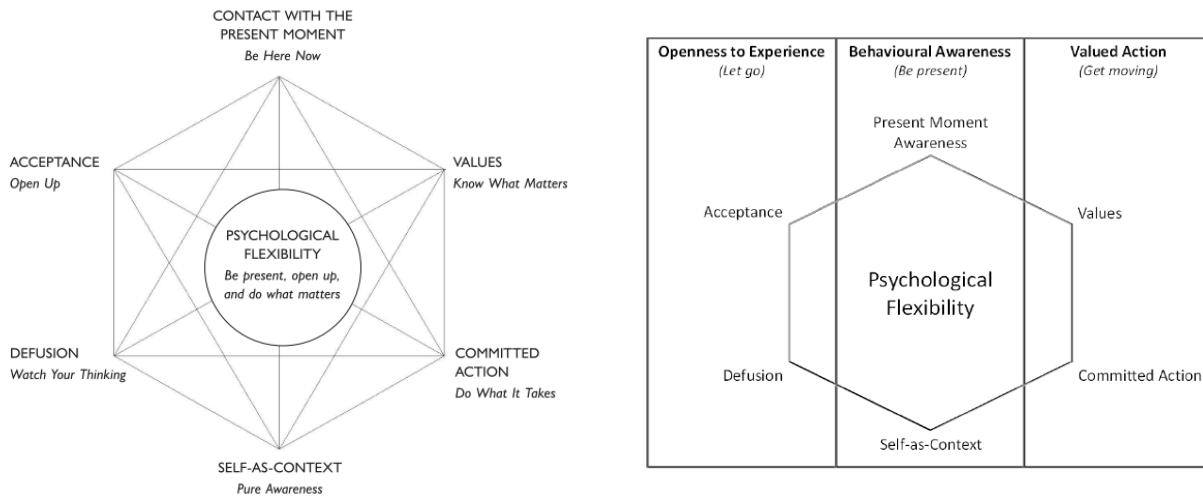 CONTACT WITH THE
PRESENT MOMENT
Be Here Now
ACCEPTANCE
Open Up
VALUES
Know What Matters
PSYCHOLOGICAL
FLEXIBILITY
Be present, open up,
and do what matters
DEFUSION
Watch Your Thinking
COMMITTED
ACTION
Do What It Takes
SELF-AS-CONTEXT
Pure Awareness
Openness to Experience
(Let go)
Behavioural Awareness
(Be present)
Valued Action
(Get moving)
Present Moment
Awareness
Acceptance
Values
Psychological
Flexibility
Defusion
Committed Action
Self-as-Context